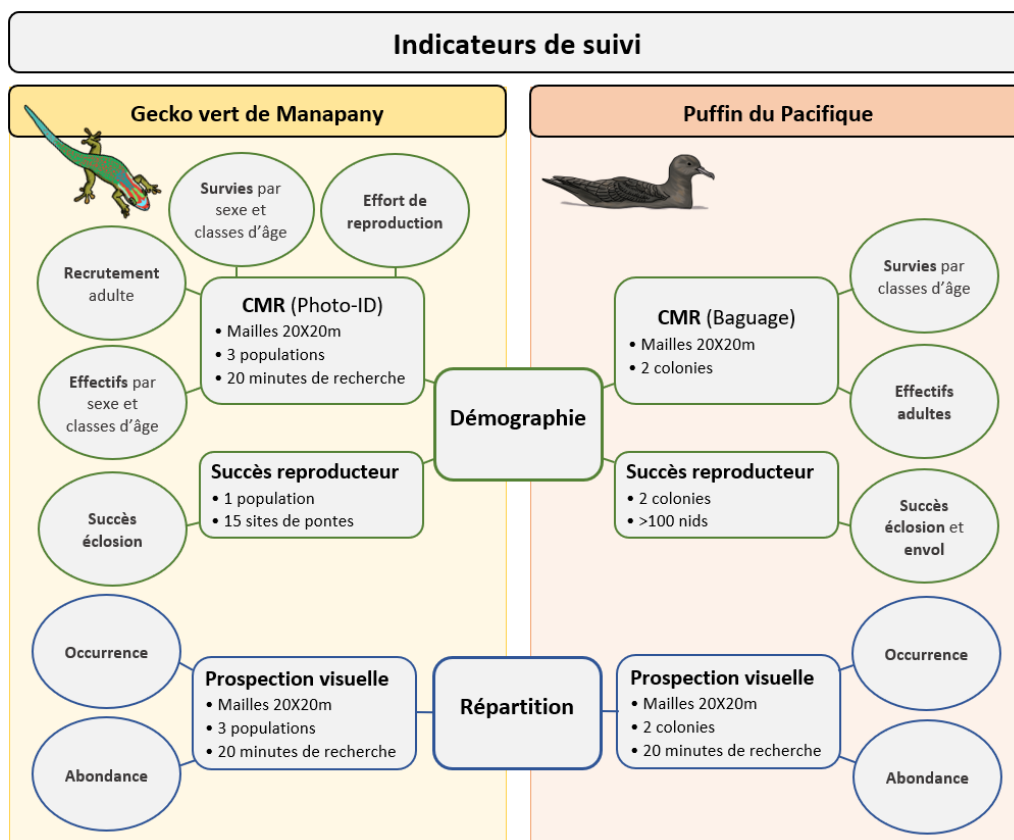 Indicateurs de suivi
Gecko vert de Manapany
Survies par
sexe et
classes d'âge
Effort de
reproduction
Recrutement
adulte
CMR (Photo-ID)
• Mailles 20X20m
• 3 populations
• 20 minutes de recherche
Effectifs par
sexe et
classes d'âge
Succès reproducteur
• 1 population
• 15 sites de pontes
Succès
éclosion
Occurrence
Prospection visuelle
• Mailles 20X20m
• 3 populations
• 20 minutes de recherche
Abondance
Démographie
Répartition
Puffin du Pacifique
CMR (Baguage)
• Mailles 20X20m
• 2 colonies
Survies par
classes d'âge
Effectifs
adultes
Succès reproducteur
• 2 colonies
• >100 nids
Succès
éclosion et
envol
Prospection visuelle
• Mailles 20X20m
• 2 colonies
• 20 minutes de recherche
Occurrence
Abondance